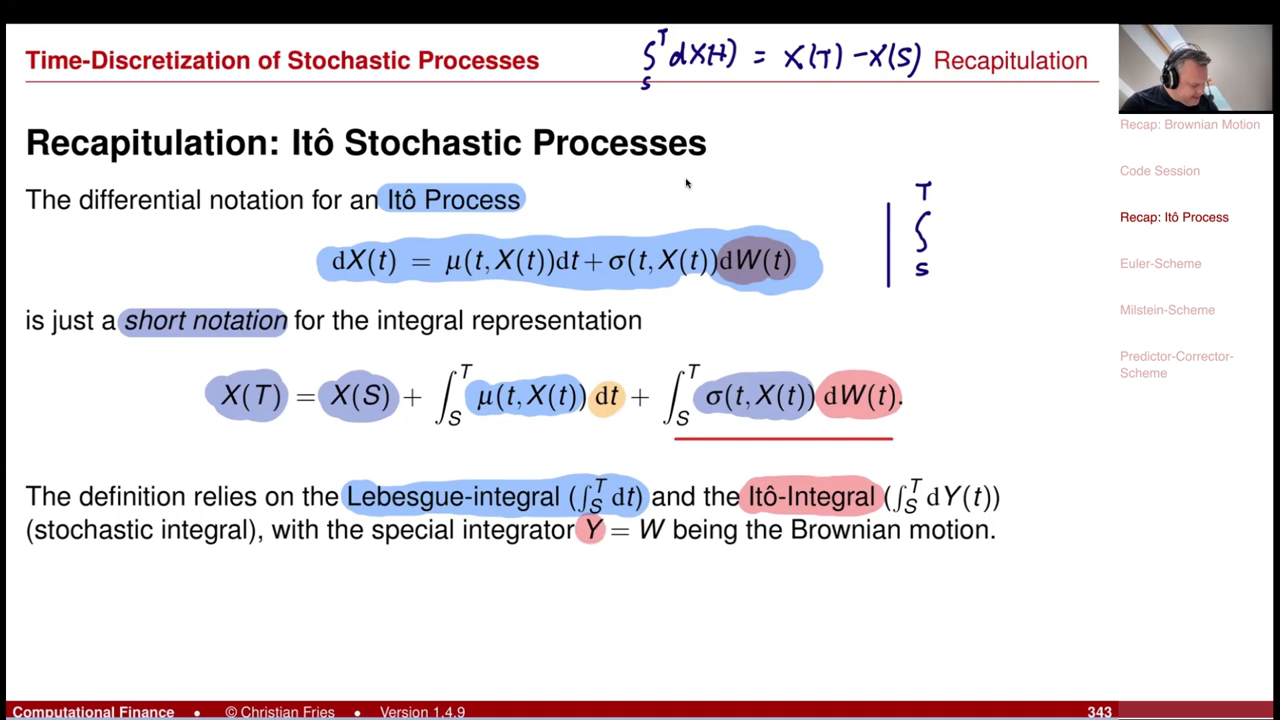 Time-Discretization of Stochastic Processes
∫_S^T dX(t) = X(T) - X(S)
Recapitulation
Recapitulation: Itô Stochastic Processes
The differential notation for an Itô Process
dX(t) = μ(t, X(t))dt + σ(t, X(t))dW(t)
| ∫_S^T
is just a short notation for the integral representation
X(T) = X(S) + ∫_S^T μ(t, X(t)) dt + ∫_S^T σ(t, X(t)) dW(t).
The definition relies on the Lebesgue-integral (∫_S^T dt) and the Itô-Integral (∫_S^T dY(t))
(stochastic integral), with the special integrator Y = W being the Brownian motion.
Recap: Brownian Motion
Code Session
Recap: Itô Process
Euler-Scheme
Milstein-Scheme
Predictor-Corrector-
Scheme
Computational Finance • © Christian Fries • Version 1.4.9 343